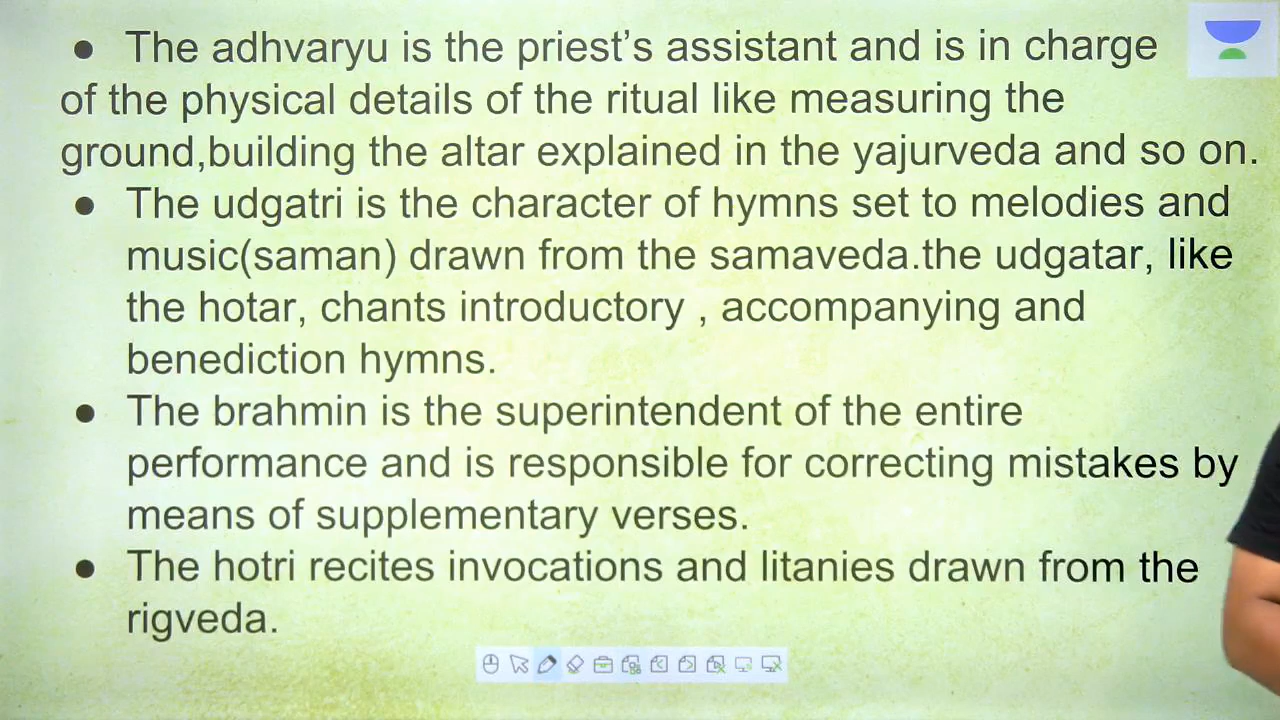 ● The adhvaryu is the priest’s assistant and is in charge
of the physical details of the ritual like measuring the
ground,building the altar explained in the yajurveda and so on.
● The udgatri is the character of hymns set to melodies and
music(saman) drawn from the samaveda.the udgatar, like
the hotar, chants introductory , accompanying and
benediction hymns.
● The brahmin is the superintendent of the entire
performance and is responsible for correcting mistakes by
means of supplementary verses.
● The hotri recites invocations and litanies drawn from the
rigveda.